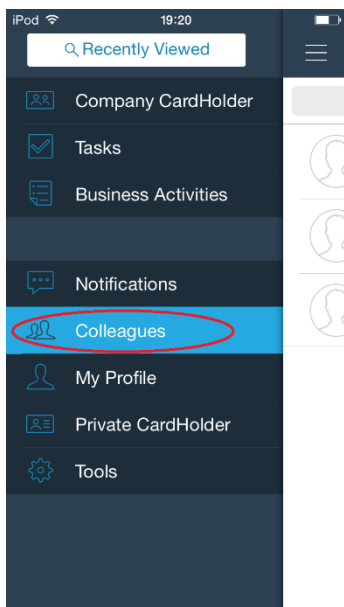 iPod 19:20
Recently Viewed
Company CardHolder
Tasks
Business Activities
Notifications
Colleagues
My Profile
Private CardHolder
Tools